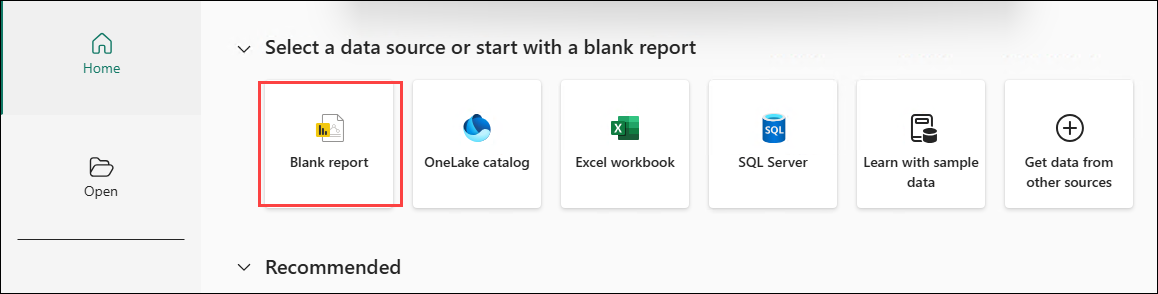 Home
Open
Select a data source or start with a blank report
Blank report
OneLake catalog
Excel workbook
SQL
SQL Server
Learn with sample
data
Get data from
other sources
Recommended